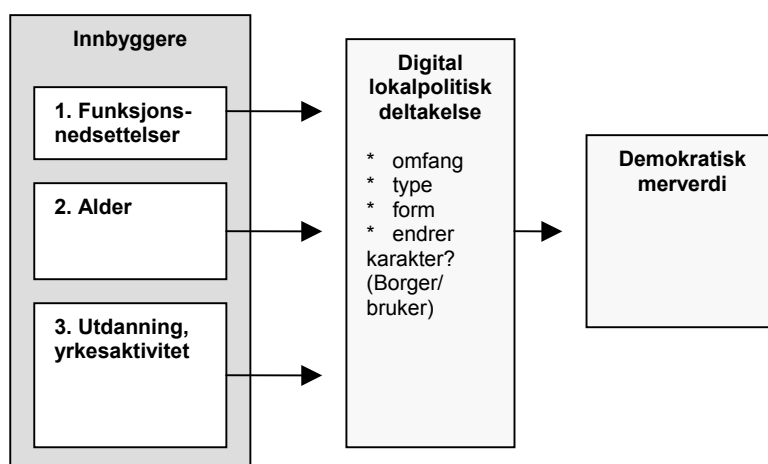 Innbyggere
1. Funksjons-
nedsettelser
2. Alder
3. Utdanning,
yrkesaktivitet
Digital
lokalpolitisk
deltakelse
* omfang
* type
* form
* endrer
karakter?
(Borger/
bruker)
Demokratisk
merverdi